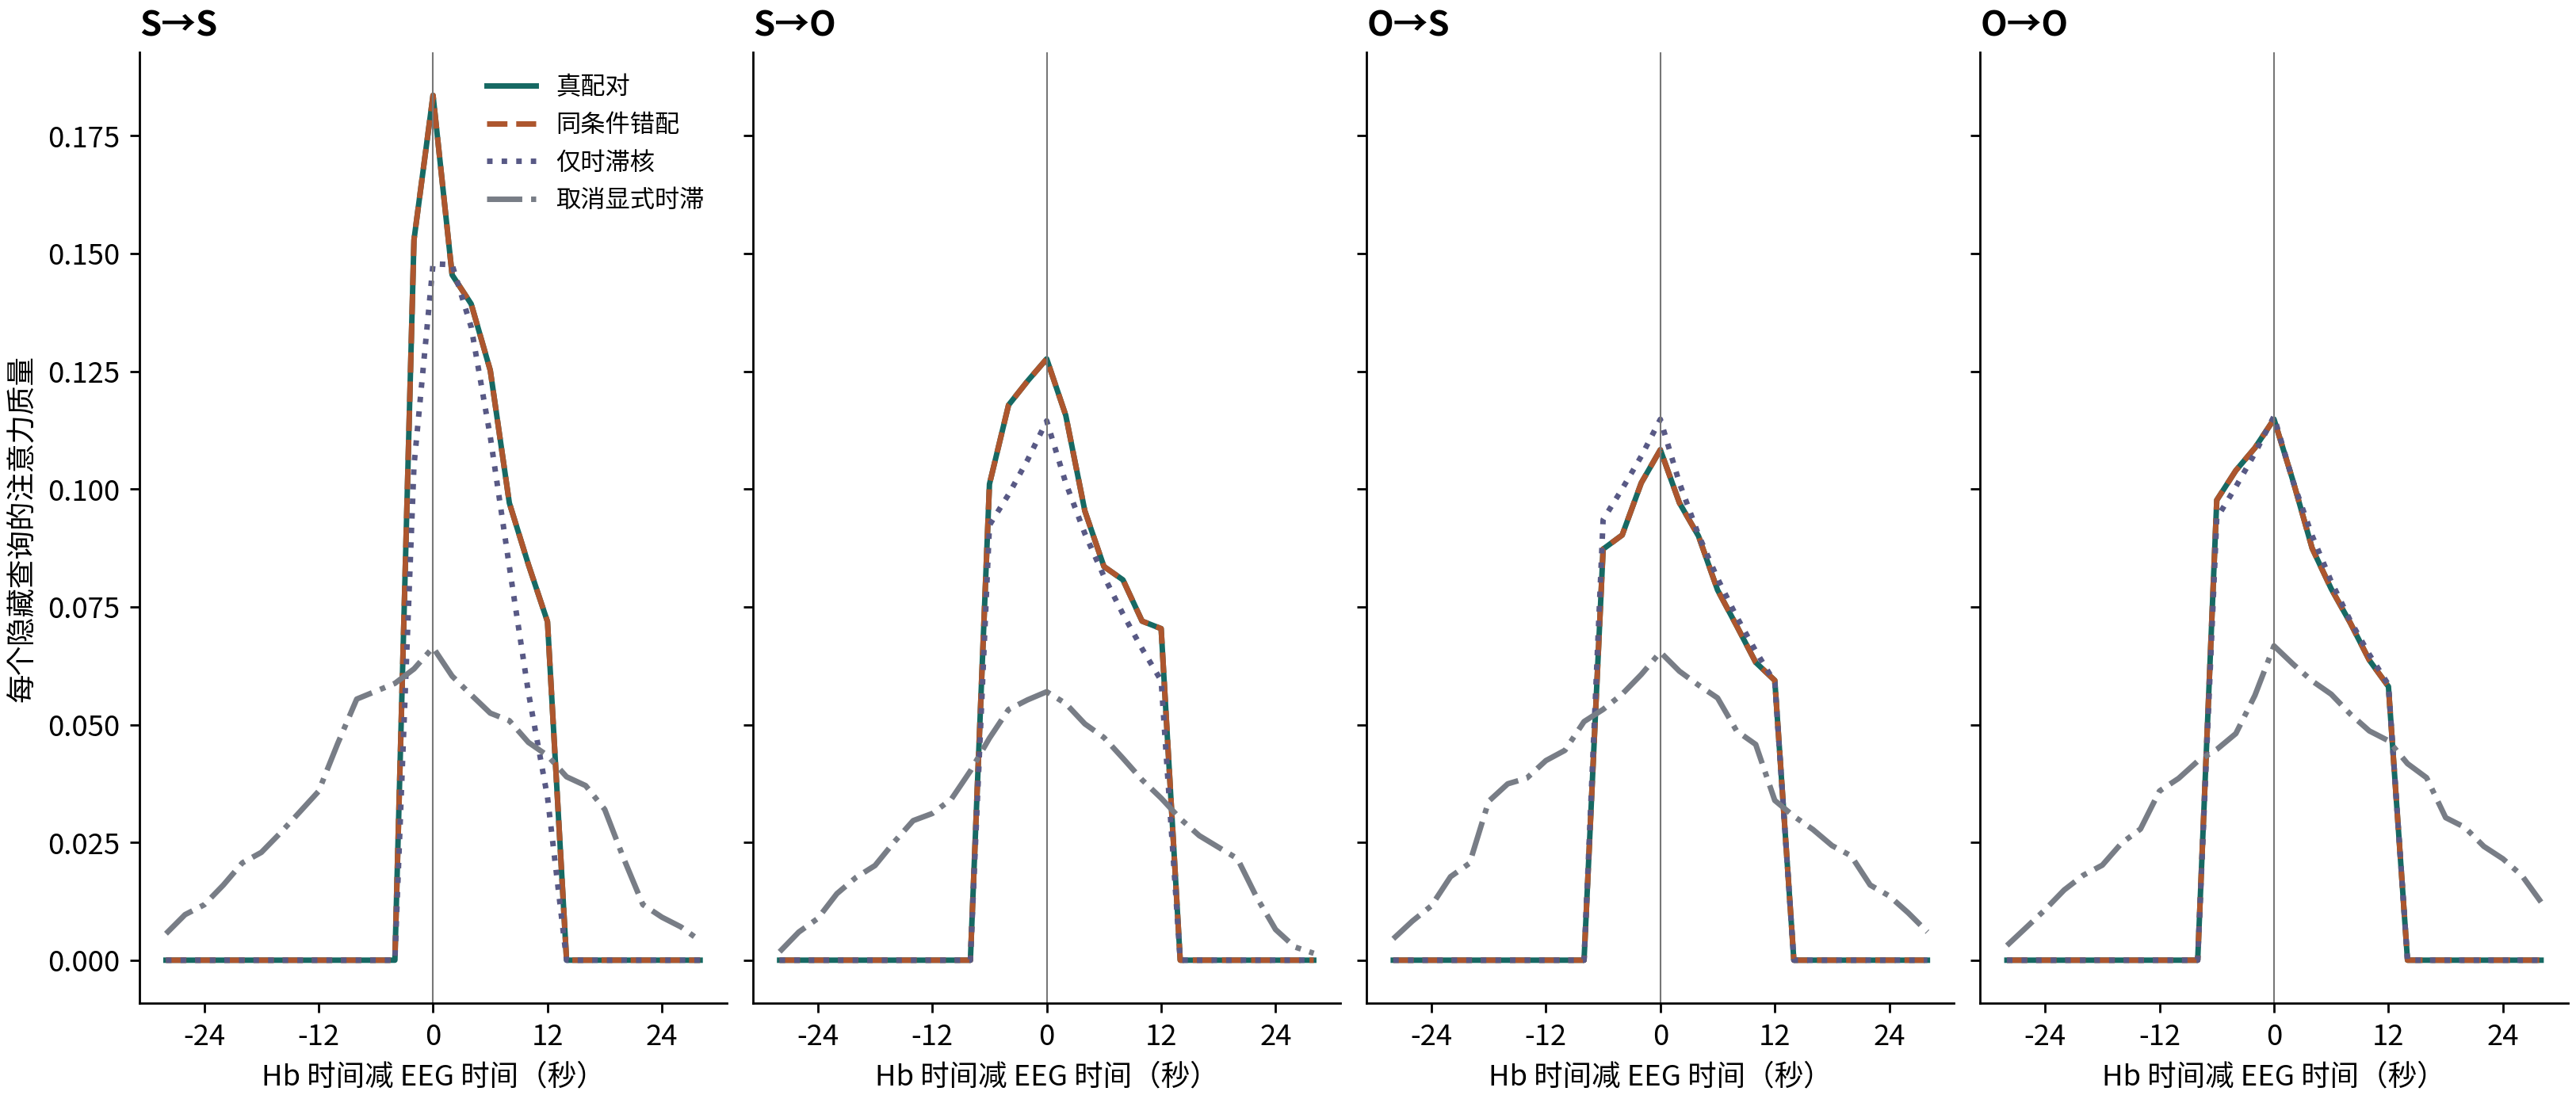 S→S
S→O
O→S
O→O
真配对
同条件错配
仅时滞核
取消显式时滞
每个隐藏查询的注意力质量
0.175
0.150
0.125
0.100
0.075
0.050
0.025
0.000
-24 -12 0 12 24
-24 -12 0 12 24
-24 -12 0 12 24
-24 -12 0 12 24
Hb 时间减 EEG 时间（秒）
Hb 时间减 EEG 时间（秒）
Hb 时间减 EEG 时间（秒）
Hb 时间减 EEG 时间（秒）